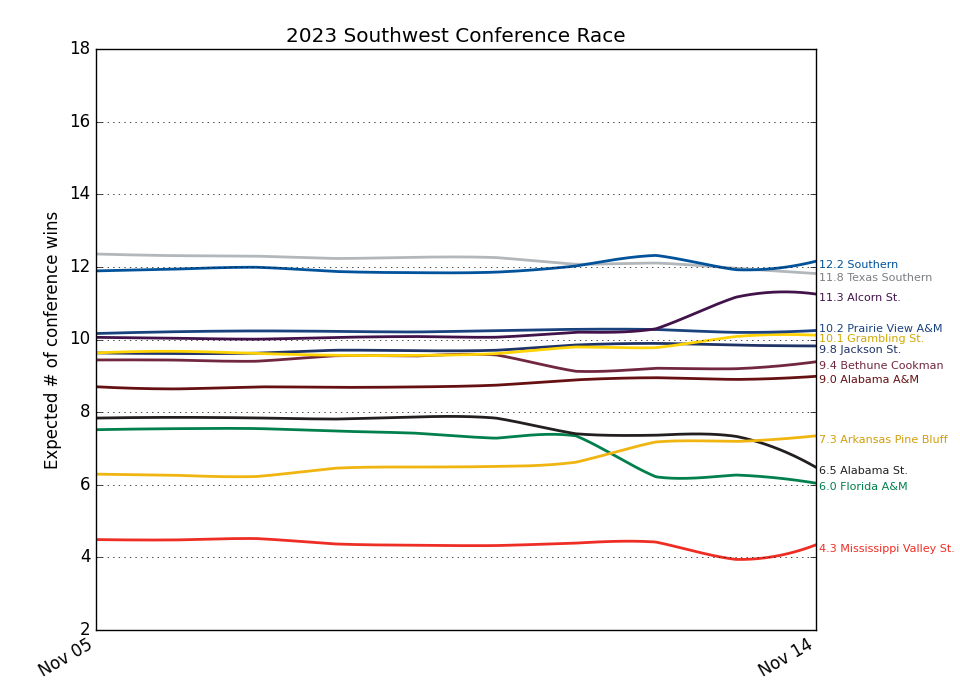 2023 Southwest Conference Race
Expected # of conference wins
18
16
14
12
10
8
6
4
2
Nov 05
Nov 14
12.2 Southern
11.8 Texas Southern
11.3 Alcorn St.
10.2 Prairie View A&M
10.1 Grambling St.
9.8 Jackson St.
9.4 Bethune Cookman
9.0 Alabama A&M
7.3 Arkansas Pine Bluff
6.5 Alabama St.
6.0 Florida A&M
4.3 Mississippi Valley St.